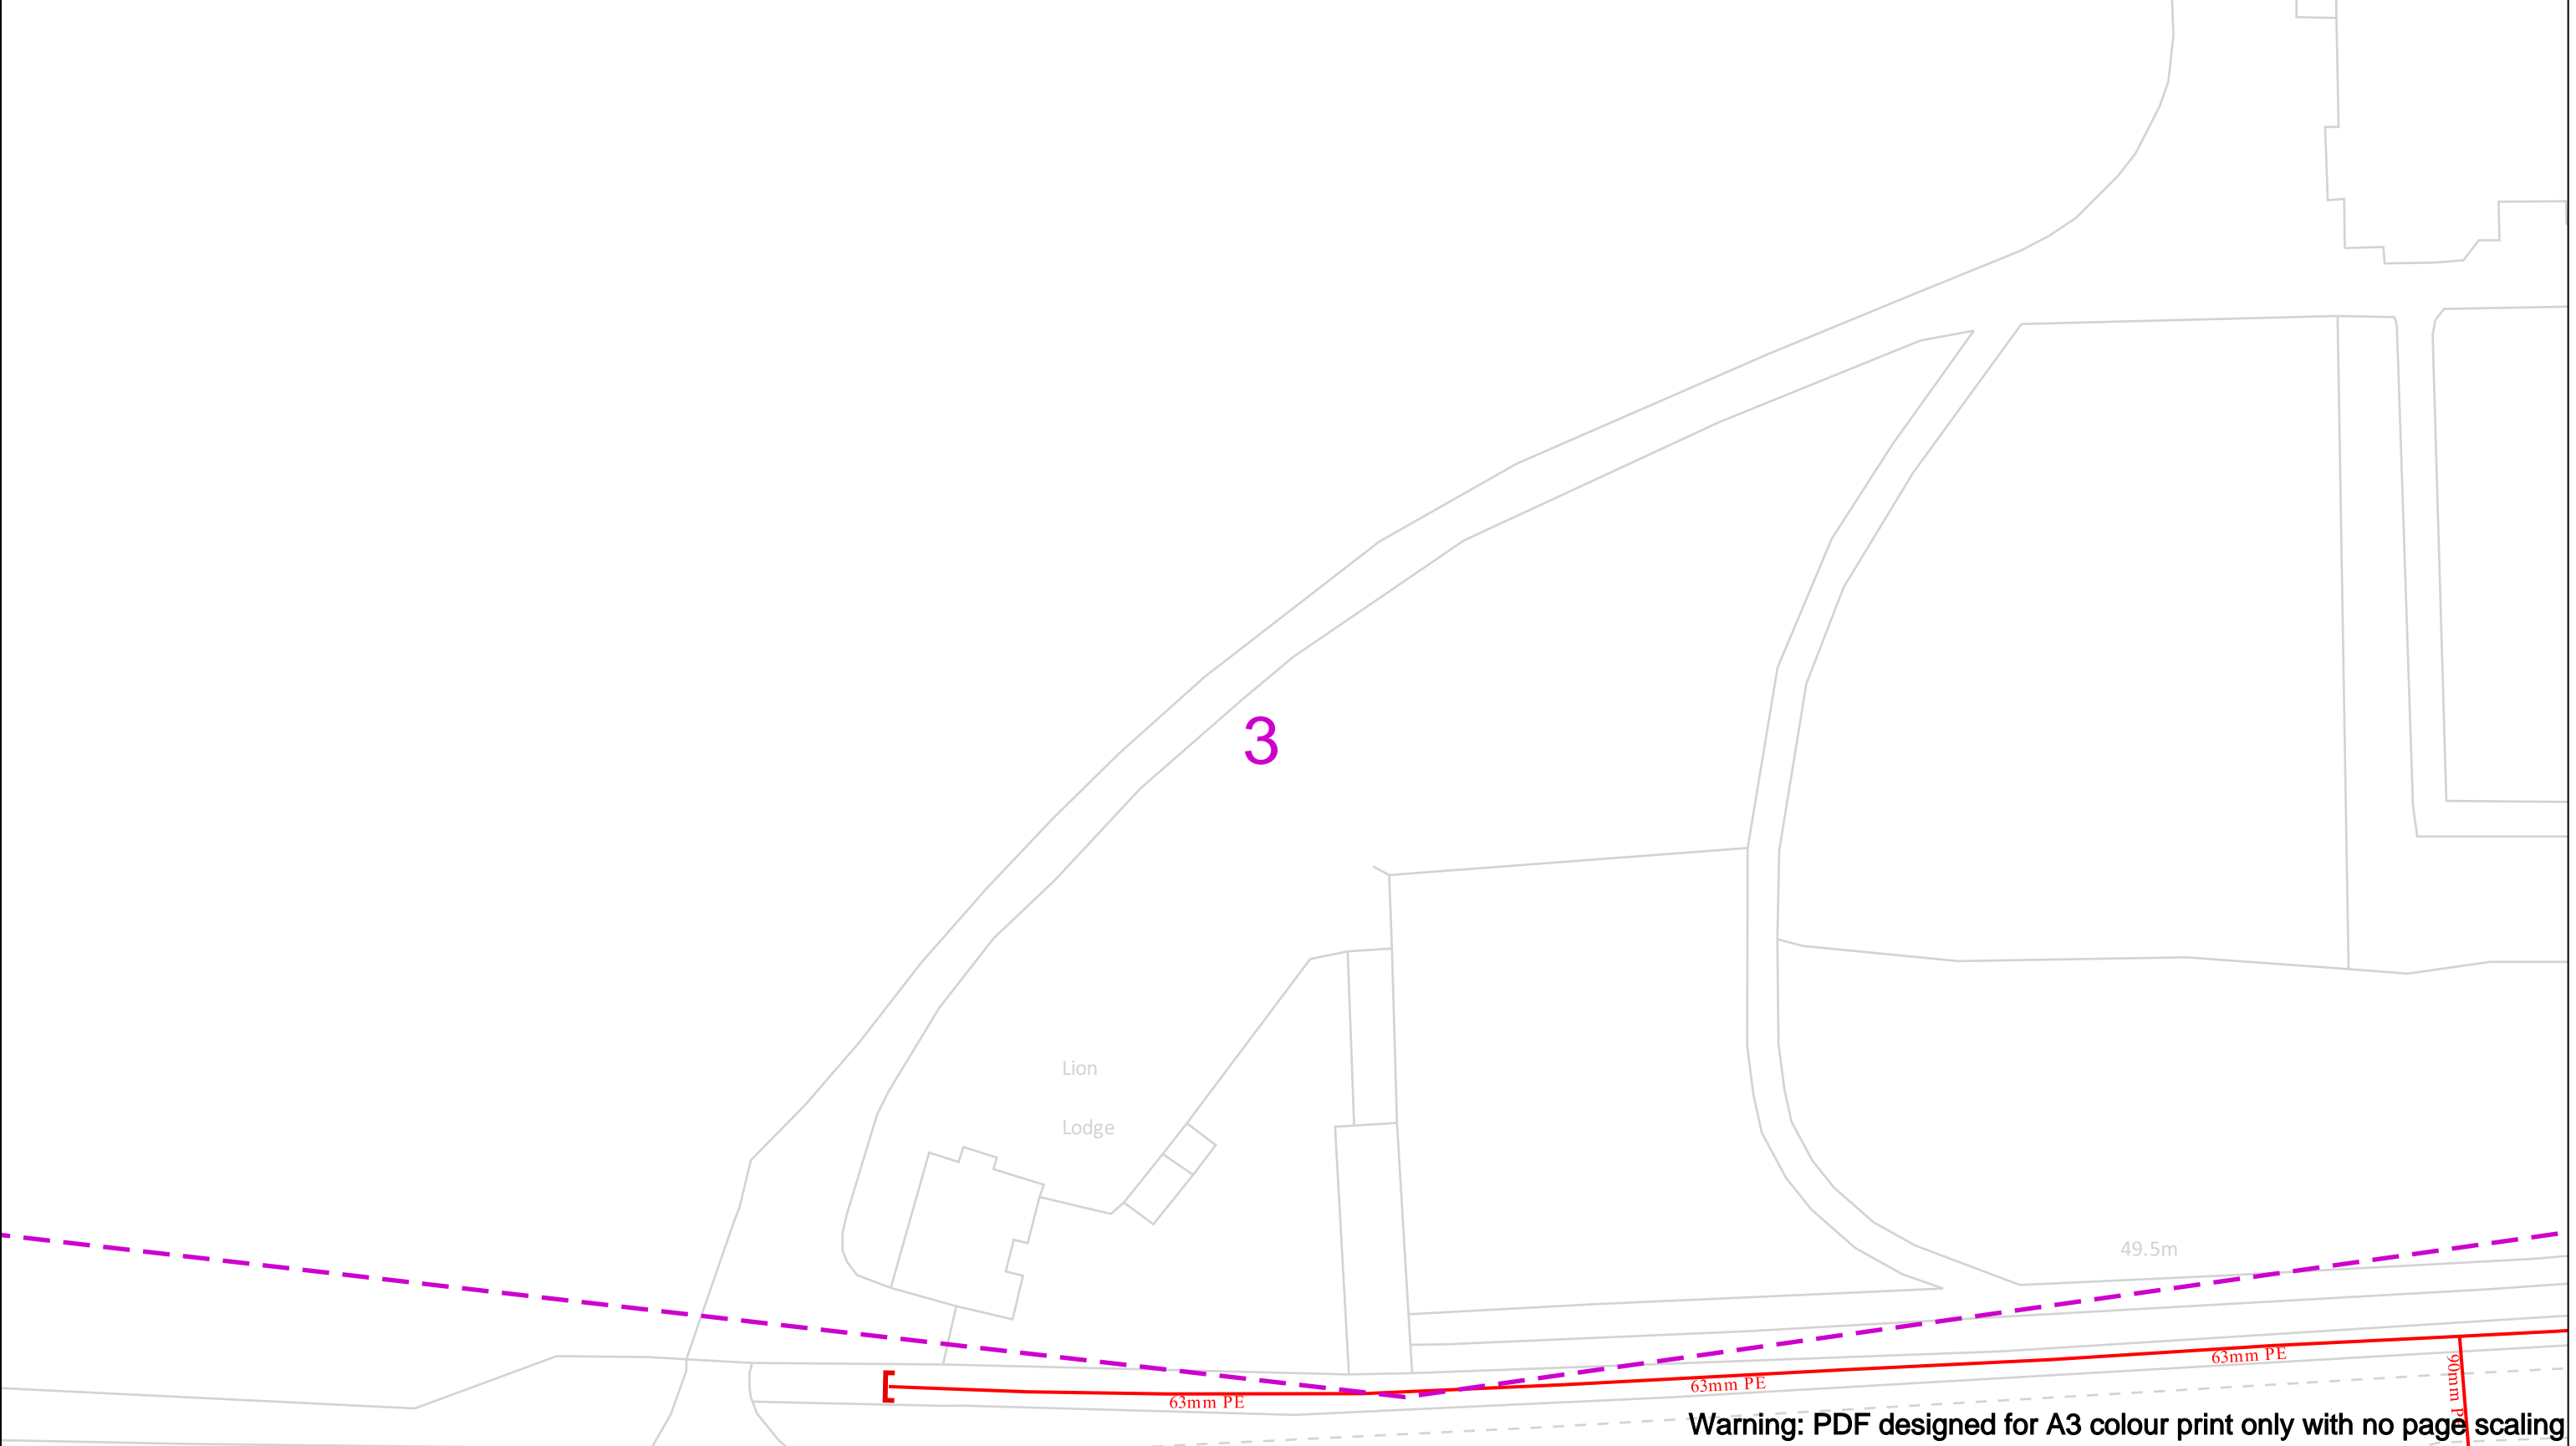 3
Lion
Lodge
49.5m
63mm PE
63mm PE
63mm PE
90mm
Warning: PDF designed for A3 colour print only with no page scaling